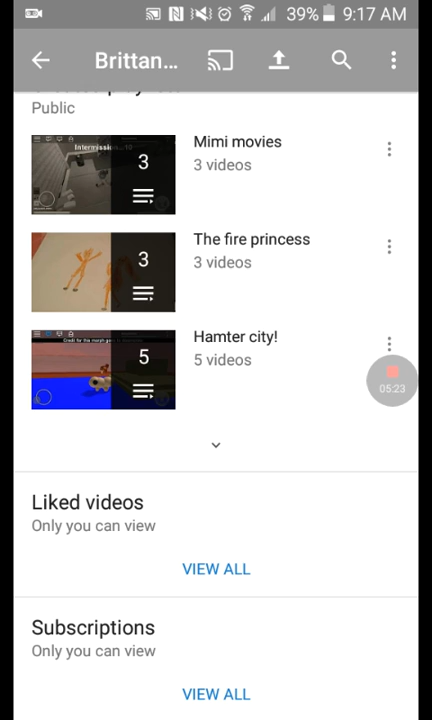 39% 9:17 AM
Brittan...
Public
Intermission
3
Mimi movies
3 videos
3
The fire princess
3 videos
5
Hamter city!
5 videos
05:23
Liked videos
Only you can view
VIEW ALL
Subscriptions
Only you can view
VIEW ALL